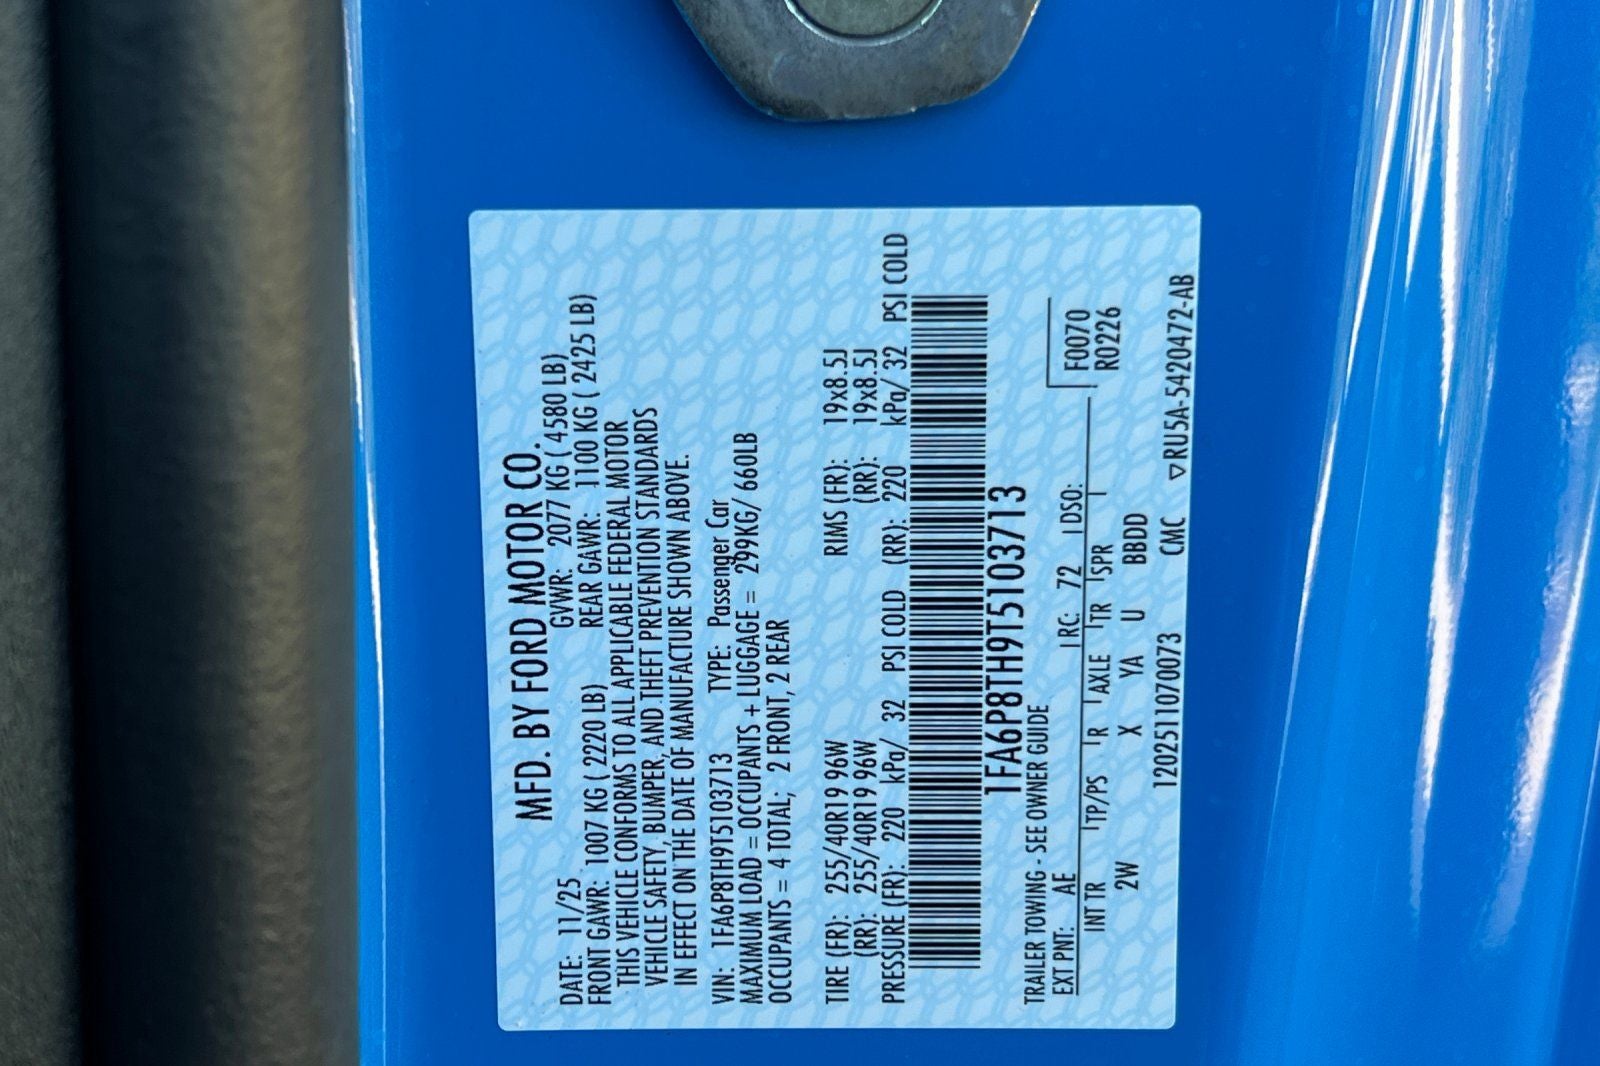 MFD. BY FORD MOTOR CO.
DATE: 11/25 GVWR: 2077 KG ( 4580 LB)
FRONT GAWR: 1007 KG ( 2220 LB) REAR GAWR: 1100 KG ( 2425 LB)
THIS VEHICLE CONFORMS TO ALL APPLICABLE FEDERAL MOTOR
VEHICLE SAFETY, BUMPER, AND THEFT PREVENTION STANDARDS
IN EFFECT ON THE DATE OF MANUFACTURE SHOWN ABOVE.
VIN: 1FA6P8TH9T5103713 TYPE: Passenger Car
MAXIMUM LOAD = OCCUPANTS + LUGGAGE = 299KG/ 660LB
OCCUPANTS = 4 TOTAL; 2 FRONT, 2 REAR
TIRE (FR): 255/40R19 96W RIMS (FR): 19x8.5J
(RR): 255/40R19 96W (RR): 19x8.5J
PRESSURE (FR): 220 kPa/ 32 PSI COLD (RR): 220 kPa/ 32 PSI COLD
1FA6P8TH9T5103713
TRAILER TOWING - SEE OWNER GUIDE
EXT PNT: AE RC: 72 DSO: F0070
INT TR TP/PS R AXLE TR SPR R0226
2W X YA U BBDD
1202511070073 CMC ▽RU5A-5420472-AB